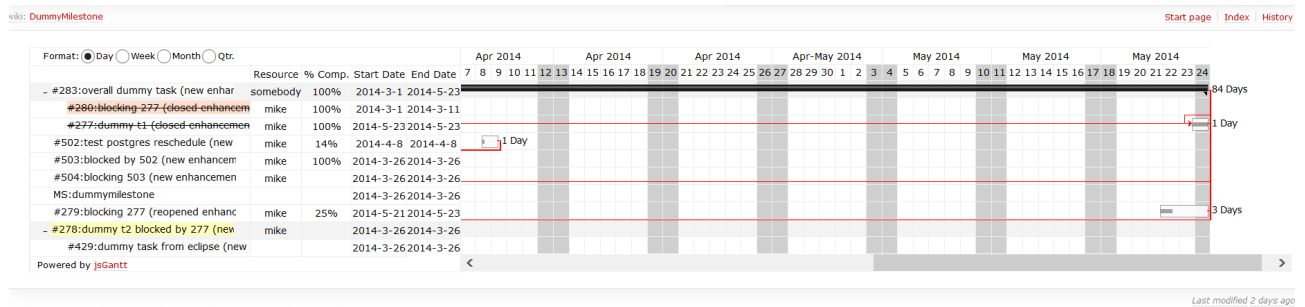 wiki: DummyMilestone
Start page Index History
Format: Day Week Month Qtr.
Apr 2014 Apr 2014 Apr 2014 Apr-May 2014 May 2014 May 2014 May 2014
Resource % Comp. Start Date End Date 7 8 9 10 11 12 13 14 15 16 17 18 19 20 21 22 23 24 25 26 27 28 29 30 1 2 3 4 5 6 7 8 9 10 11 12 13 14 15 16 17 18 19 20 21 22 23 24
- #283:overall dummy task (new enhar somebody 100% 2014-3-1 2014-5-23 84 Days
#280:blocking 277 (closed enhancem mike 100% 2014-3-1 2014-3-11
#277:dummy t1 (closed enhancemen mike 100% 2014-5-23 2014-5-23 1 Day
#502:test postgres reschedule (new mike 14% 2014-4-8 2014-4-8 1 Day
#503:blocked by 502 (new enhancem mike 100% 2014-3-26 2014-3-26
#504:blocking 503 (new enhancemen mike 2014-3-26 2014-3-26
MS:dummymilestone 2014-3-26 2014-3-26
#279:blocking 277 (reopened enhanc mike 25% 2014-5-21 2014-5-23 3 Days
- #278:dummy t2 blocked by 277 (new mike 2014-3-26 2014-3-26
#429:dummy task from eclipse (new 2014-3-26 2014-3-26
Powered by jsGantt
Last modified 2 days ago